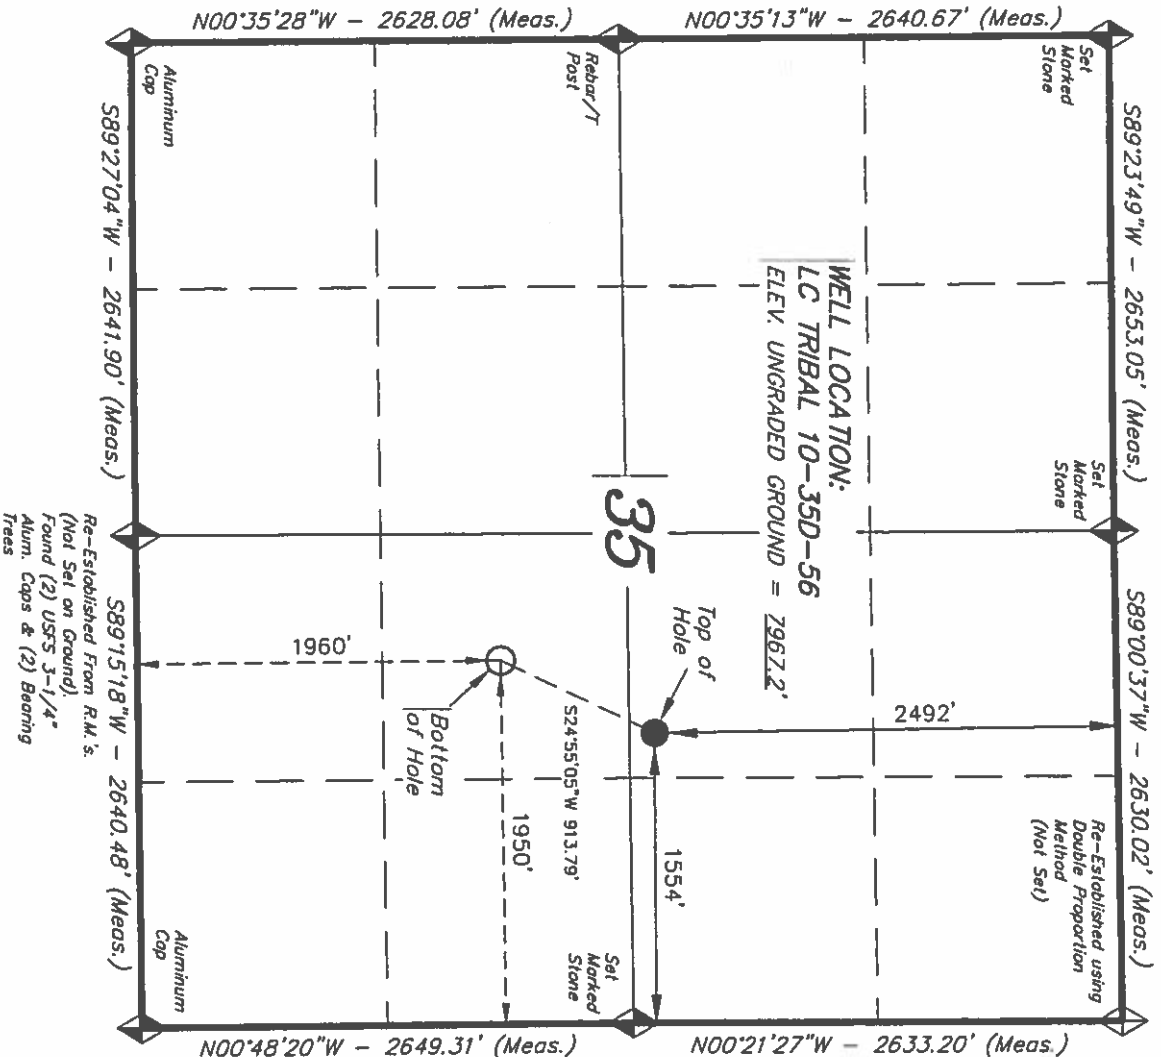 N00°35'28"W - 2628.08' (Meas.)
N00°35'13"W - 2640.67' (Meas.)
Set
Marked
Stone
Rebar/T
Post
Aluminum
Cap
S89°23'49"W - 2653.05' (Meas.)
Set
Marked
Stone
S89°00'37"W - 2630.02' (Meas.)
Re-Established using
Double Proportion
Method
(Not Set)
WELL LOCATION:
LC TRIBAL 10-35D-56
ELEV. UNGRADED GROUND = 7967.2'
35
Top of
Hole
2492'
1554'
S24°55'05"W 913.79'
Bottom
of Hole
1960'
1950'
Set
Marked
Stone
Aluminum
Cap
S89°27'04"W - 2641.90' (Meas.)
S89°15'18"W - 2640.48' (Meas.)
Re-Established From R.M.'s.
(Not Set on Ground).
Found (2) USFS 3-1/4"
Alum. Caps & (2) Bearing
Trees
N00°48'20"W - 2649.31' (Meas.)
N00°21'27"W - 2633.20' (Meas.)